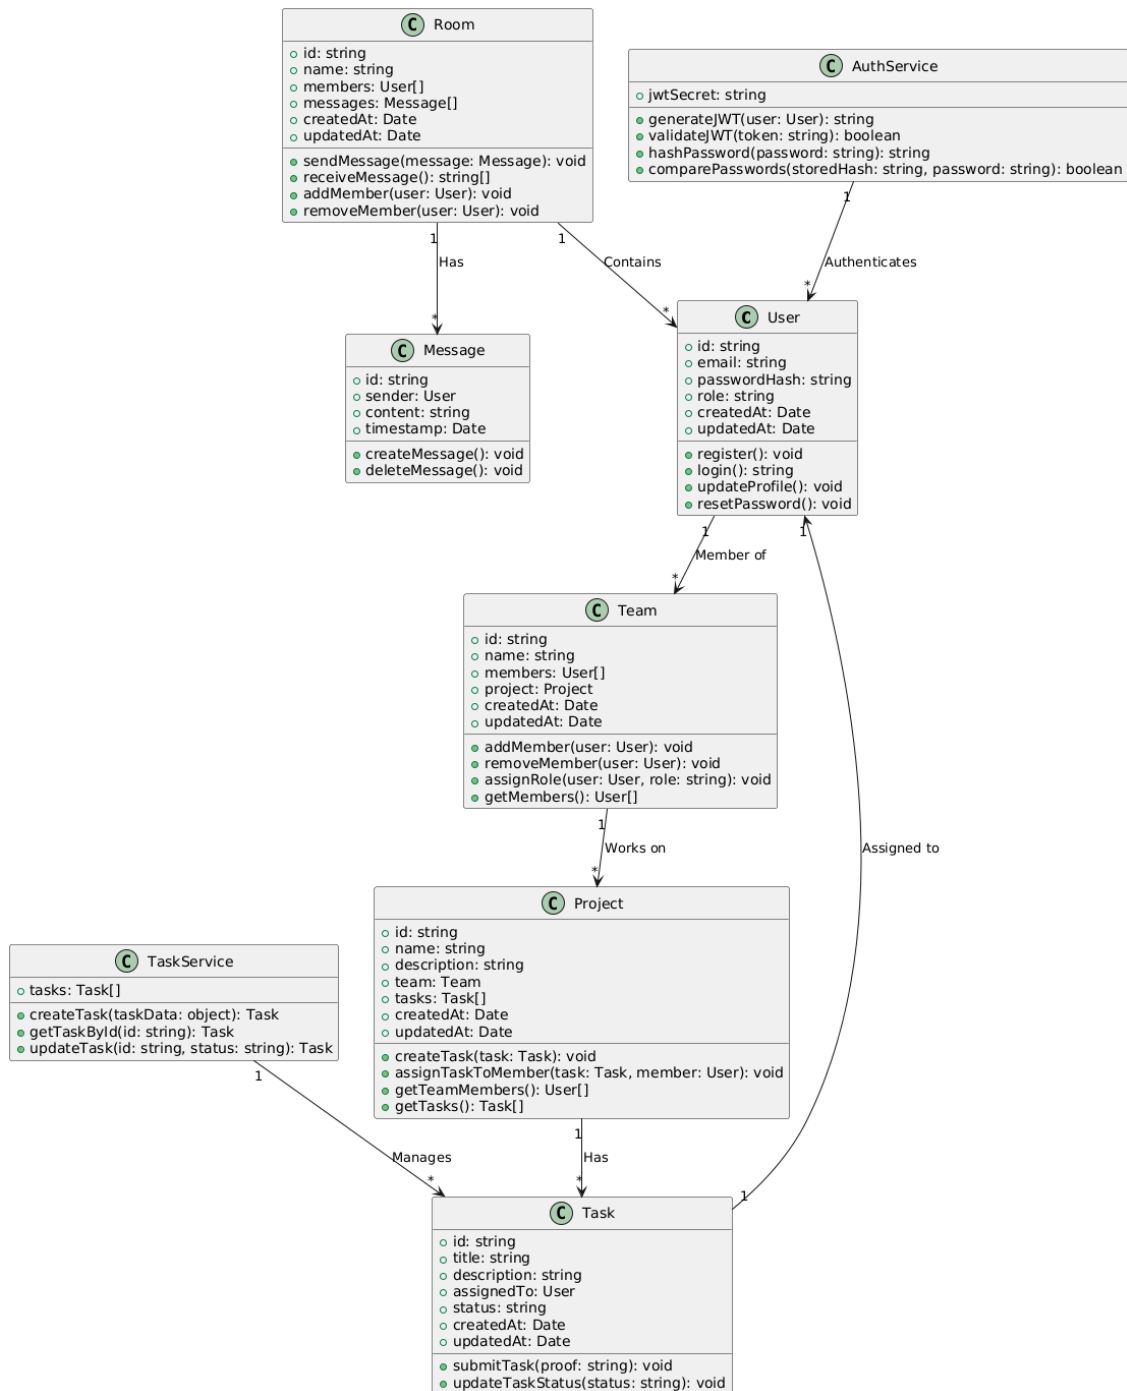 C Room
id: string
name: string
members: User[]
messages: Message[]
createdAt: Date
updatedAt: Date
sendMessage(message: Message): void
receiveMessage(): string[]
addMember(user: User): void
removeMember(user: User): void
C AuthService
jwtSecret: string
generateJWT(user: User): string
validateJWT(token: string): boolean
hashPassword(password: string): string
comparePasswords(storedHash: string, password: string): boolean
1
Has
*
1
Contains
*
1
Authenticates
*
C Message
id: string
sender: User
content: string
timestamp: Date
createMessage(): void
deleteMessage(): void
C User
id: string
email: string
passwordHash: string
role: string
createdAt: Date
updatedAt: Date
register(): void
login(): string
updateProfile(): void
resetPassword(): void
1
Member of
*
1
Assigned to
1
C Team
id: string
name: string
members: User[]
project: Project
createdAt: Date
updatedAt: Date
addMember(user: User): void
removeMember(user: User): void
assignRole(user: User, role: string): void
getMembers(): User[]
1
Works on
*
C Project
id: string
name: string
description: string
team: Team
tasks: Task[]
createdAt: Date
updatedAt: Date
createTask(task: Task): void
assignTaskToMember(task: Task, member: User): void
getTeamMembers(): User[]
getTasks(): Task[]
C TaskService
tasks: Task[]
createTask(taskData: object): Task
getTaskById(id: string): Task
updateTask(id: string, status: string): Task
1
Manages
*
1
Has
*
C Task
id: string
title: string
description: string
assignedTo: User
status: string
createdAt: Date
updatedAt: Date
submitTask(proof: string): void
updateTaskStatus(status: string): void